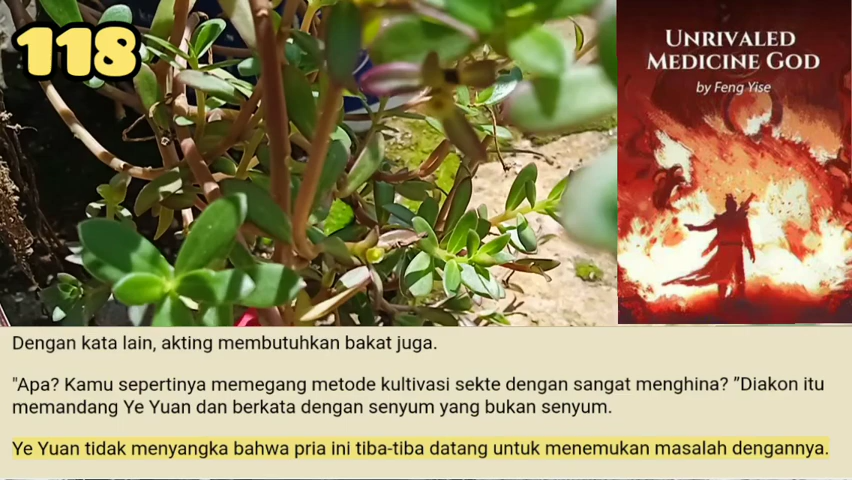 118
UNRIVALED
MEDICINE GOD
by Feng Yise
Dengan kata lain, akting membutuhkan bakat juga.
"Apa? Kamu sepertinya memegang metode kultivasi sekte dengan sangat menghina? ”Diakon itu
memandang Ye Yuan dan berkata dengan senyum yang bukan senyum.
Ye Yuan tidak menyangka bahwa pria ini tiba-tiba datang untuk menemukan masalah dengannya.